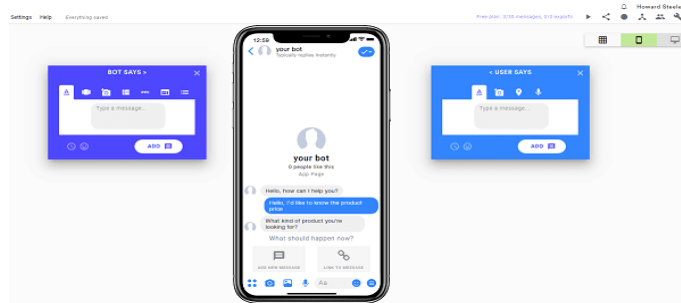 Howard Steele
Settings Help Everything saved
Free plan, 3/50 messages, 0/3 exports
12:59
your bot
Typically replies instantly
BOT SAYS >
Type a message...
ADD
< USER SAYS
Type a message...
ADD
your bot
0 people like this
App Page
Hello, how can I help you?
Hello, I'd like to know the product
price
What kind of product you're
looking for?
What should happen now?
ADD NEW MESSAGE
LINK TO MESSAGE
Aa